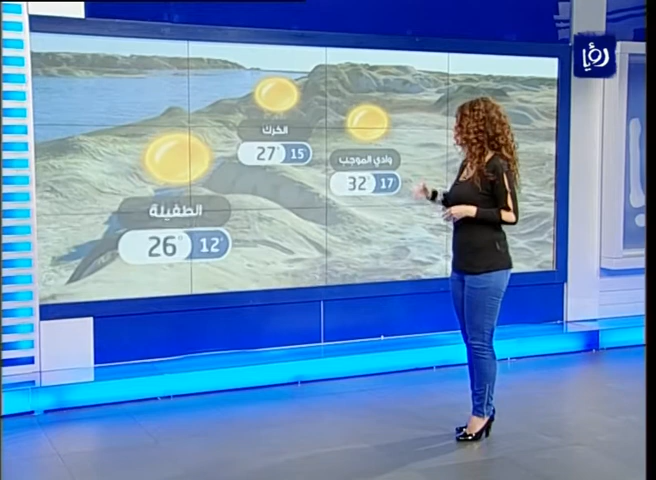 رؤيا
الكرك
27° 15
وادي الموجب
32° 17
الطفيلة
26° 12°